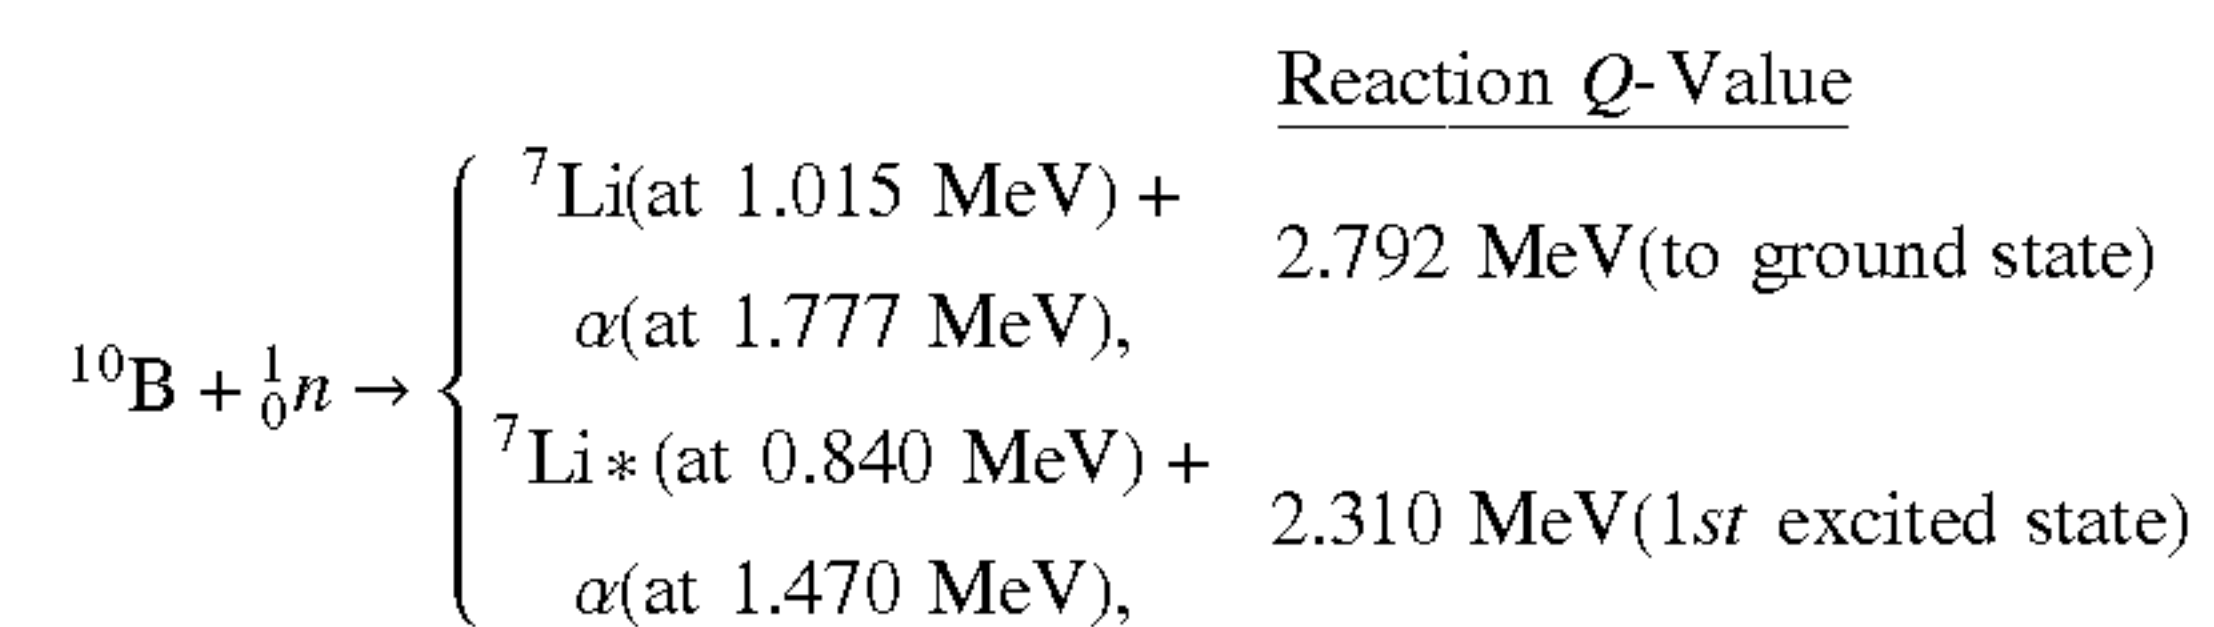 Reaction Q-Value
⁷Li(at 1.015 MeV) +
2.792 MeV(to ground state)
α(at 1.777 MeV),
¹⁰B + ¹₀n → {
⁷Li * (at 0.840 MeV) +
2.310 MeV(1st excited state)
α(at 1.470 MeV),